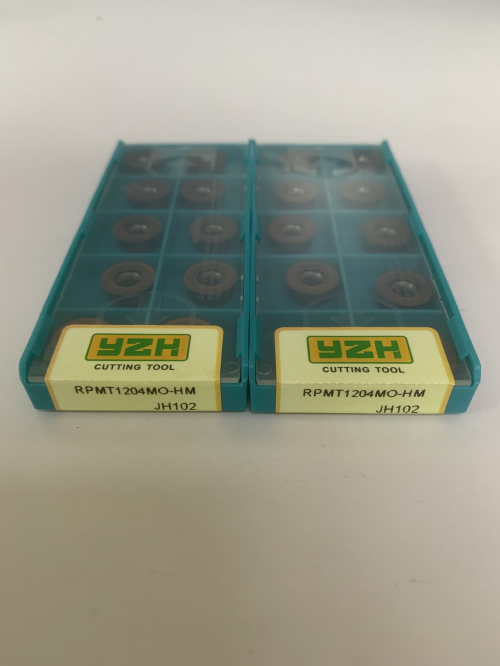 YZH
CUTTING TOOL
RPMT1204MO-HM
JH102
YZH
CUTTING TOOL
RPMT1204MO-HM
JH102